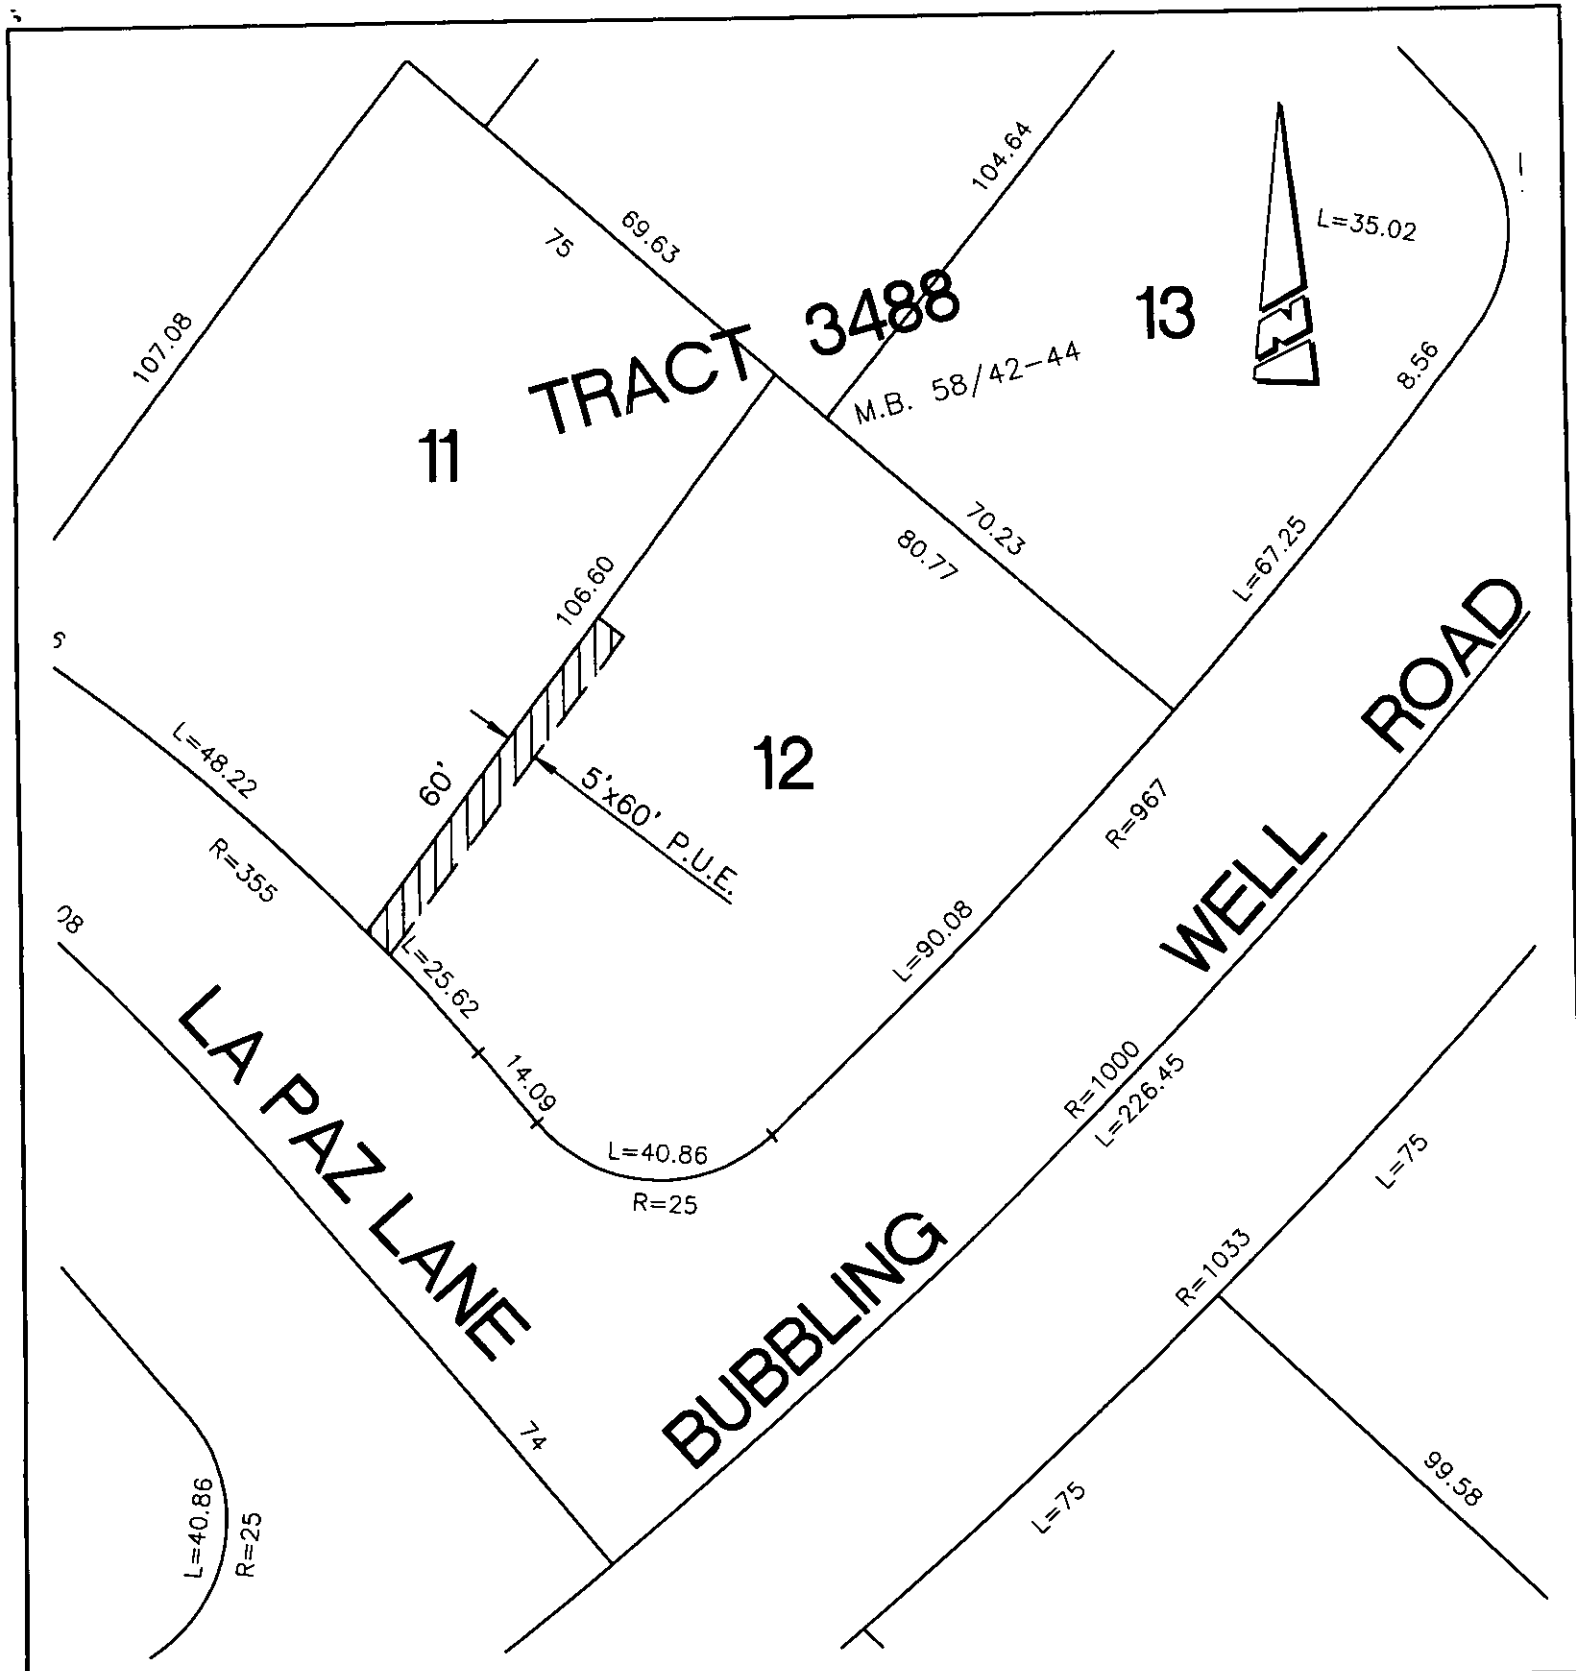 104.64
69.63
75
L=35.02
N
13
TRACT 3488
M.B. 58/42-44
107.08
8.56
11
70.23
80.77
L=67.25
106.60
12
60'
5'x60' P.U.E.
L=48.22
R=355
R=967
L=90.08
L=25.62
14.09
L=40.86
R=25
LA PAZ LANE
BUBBLING WELL ROAD
R=1000
L=226.45
L=75
R=1033
74
L=40.86
R=25
L=75
99.58